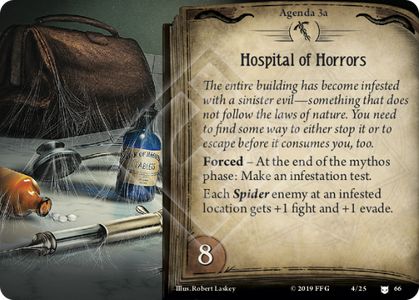 Agenda 3a
Hospital of Horrors
The entire building has become infested
with a sinister evil—something that does
not follow the laws of nature. You need
to find some way to either stop it or to
escape before it consumes you, too.
Forced – At the end of the mythos
phase: Make an infestation test.
Each Spider enemy at an infested
location gets +1 fight and +1 evade.
8
TABLETS
Illus. Robert Laskey
© 2019 FFG
4/25
66